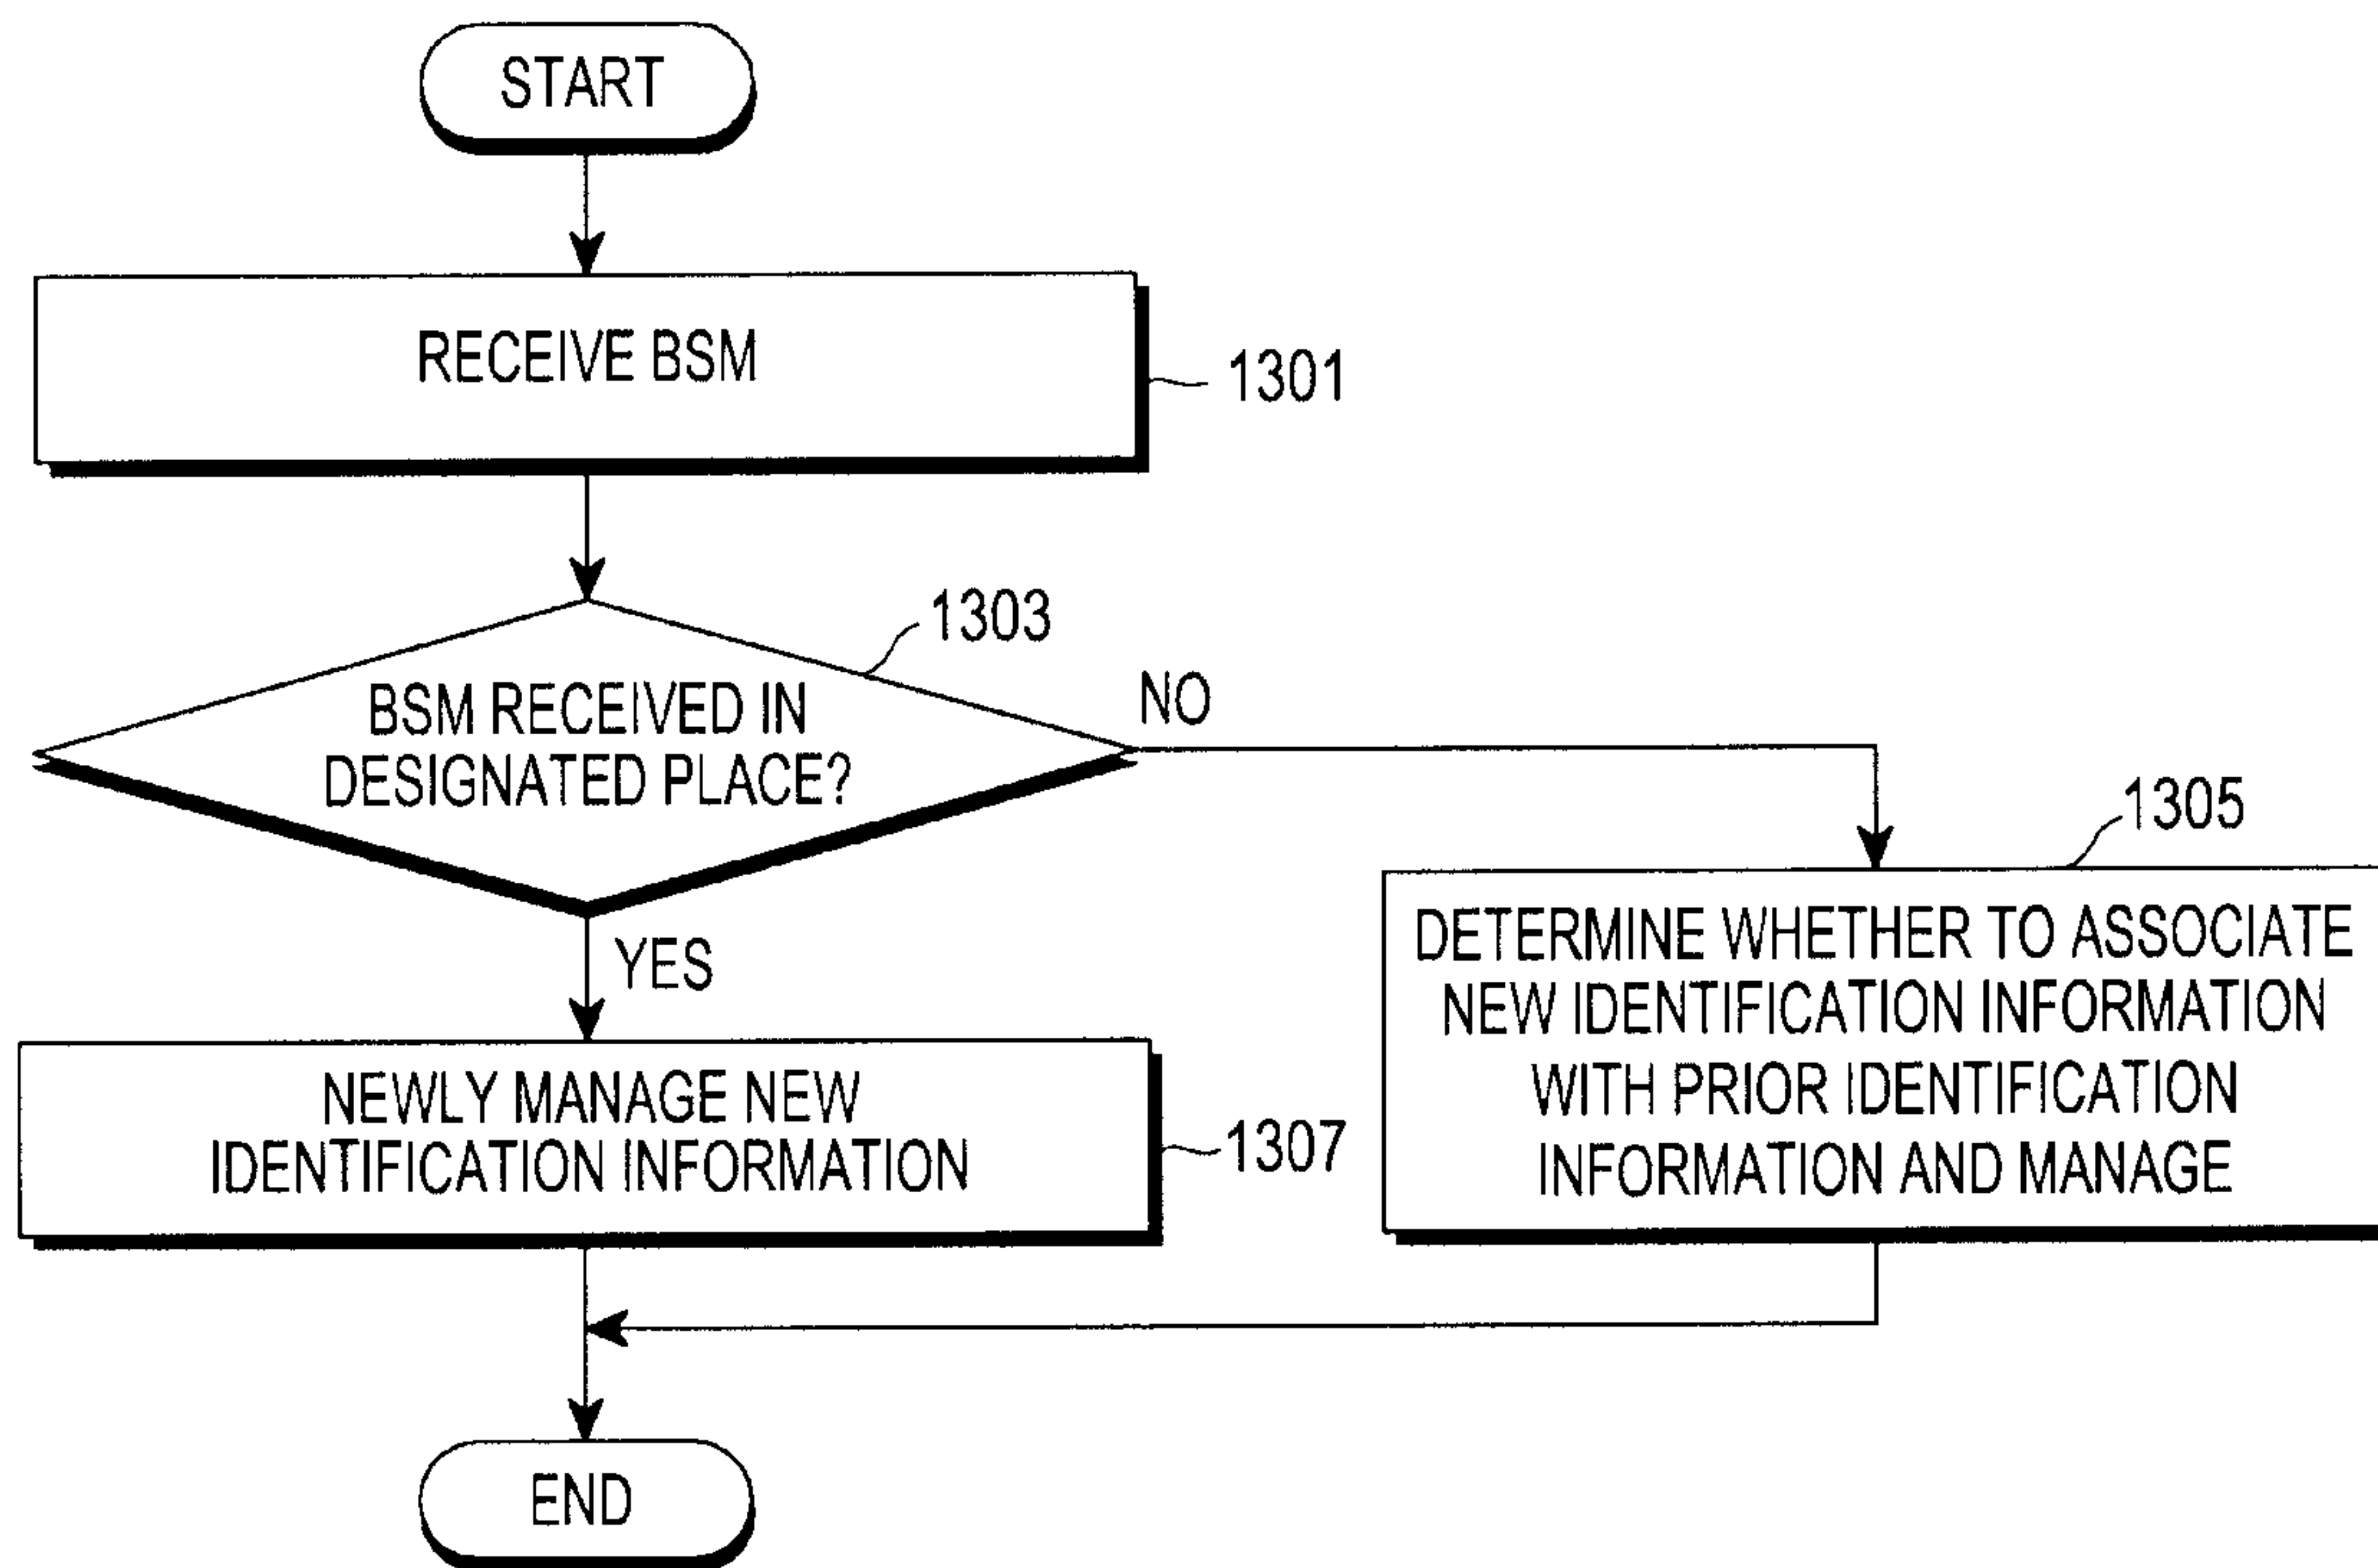 START
RECEIVE BSM
1301
1303
BSM RECEIVED IN
DESIGNATED PLACE?
NO
YES
1305
DETERMINE WHETHER TO ASSOCIATE
NEW IDENTIFICATION INFORMATION
WITH PRIOR IDENTIFICATION
INFORMATION AND MANAGE
NEWLY MANAGE NEW
IDENTIFICATION INFORMATION
1307
END